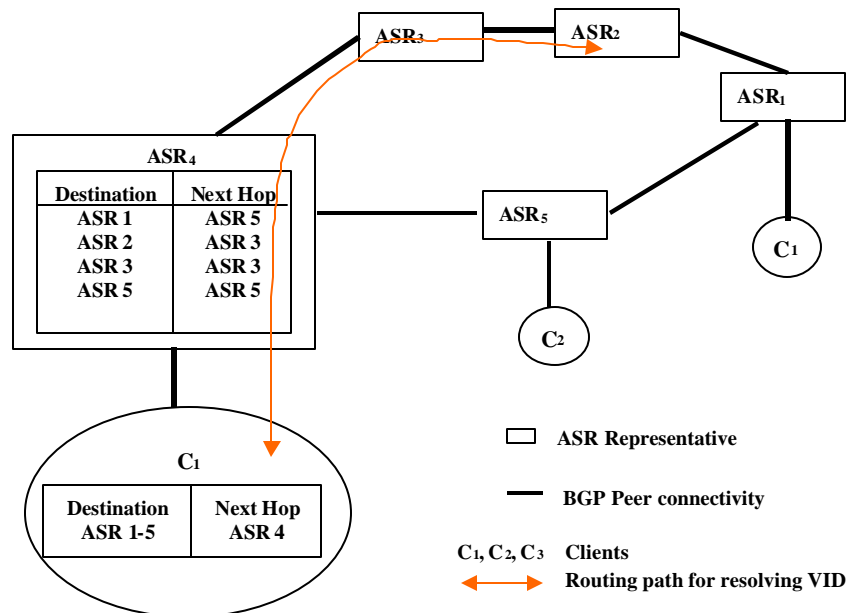 ASR3
ASR2
ASR1
ASR4
Destination Next Hop
ASR 1 ASR 5
ASR 2 ASR 3
ASR 3 ASR 3
ASR 5 ASR 5
ASR5
C1
C2
C1
Destination Next Hop
ASR 1-5 ASR 4
ASR Representative
BGP Peer connectivity
C1, C2, C3 Clients
Routing path for resolving VID